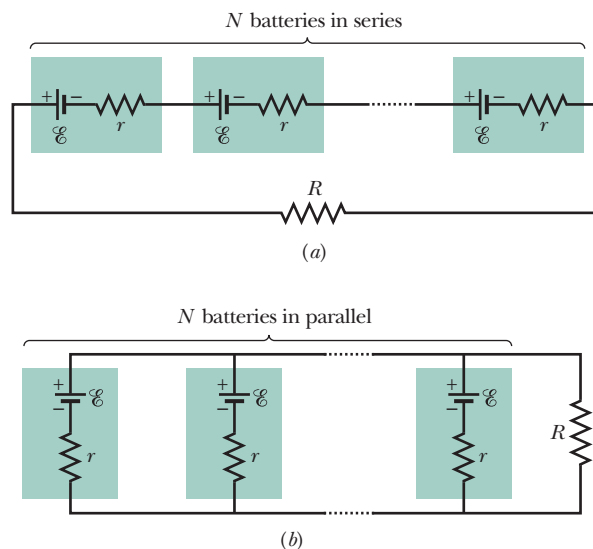 N batteries in series
+ − + − + −
r r r
ℰ ℰ ℰ
R
(a)
N batteries in parallel
+ + +
ℰ ℰ ℰ
− − −
R
r r r
(b)